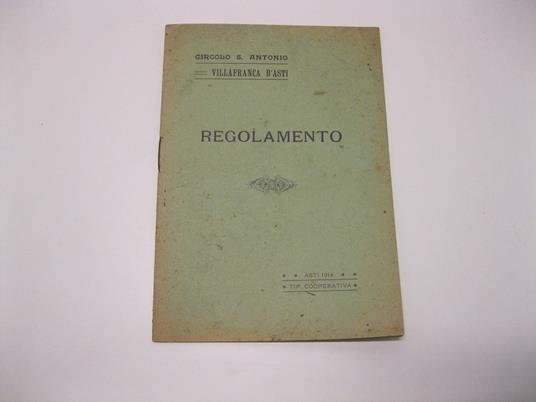 CIRCOLO S. ANTONIO
VILLAFRANCA D'ASTI
REGOLAMENTO
ASTI 1914
TIP. COOPERATIVA